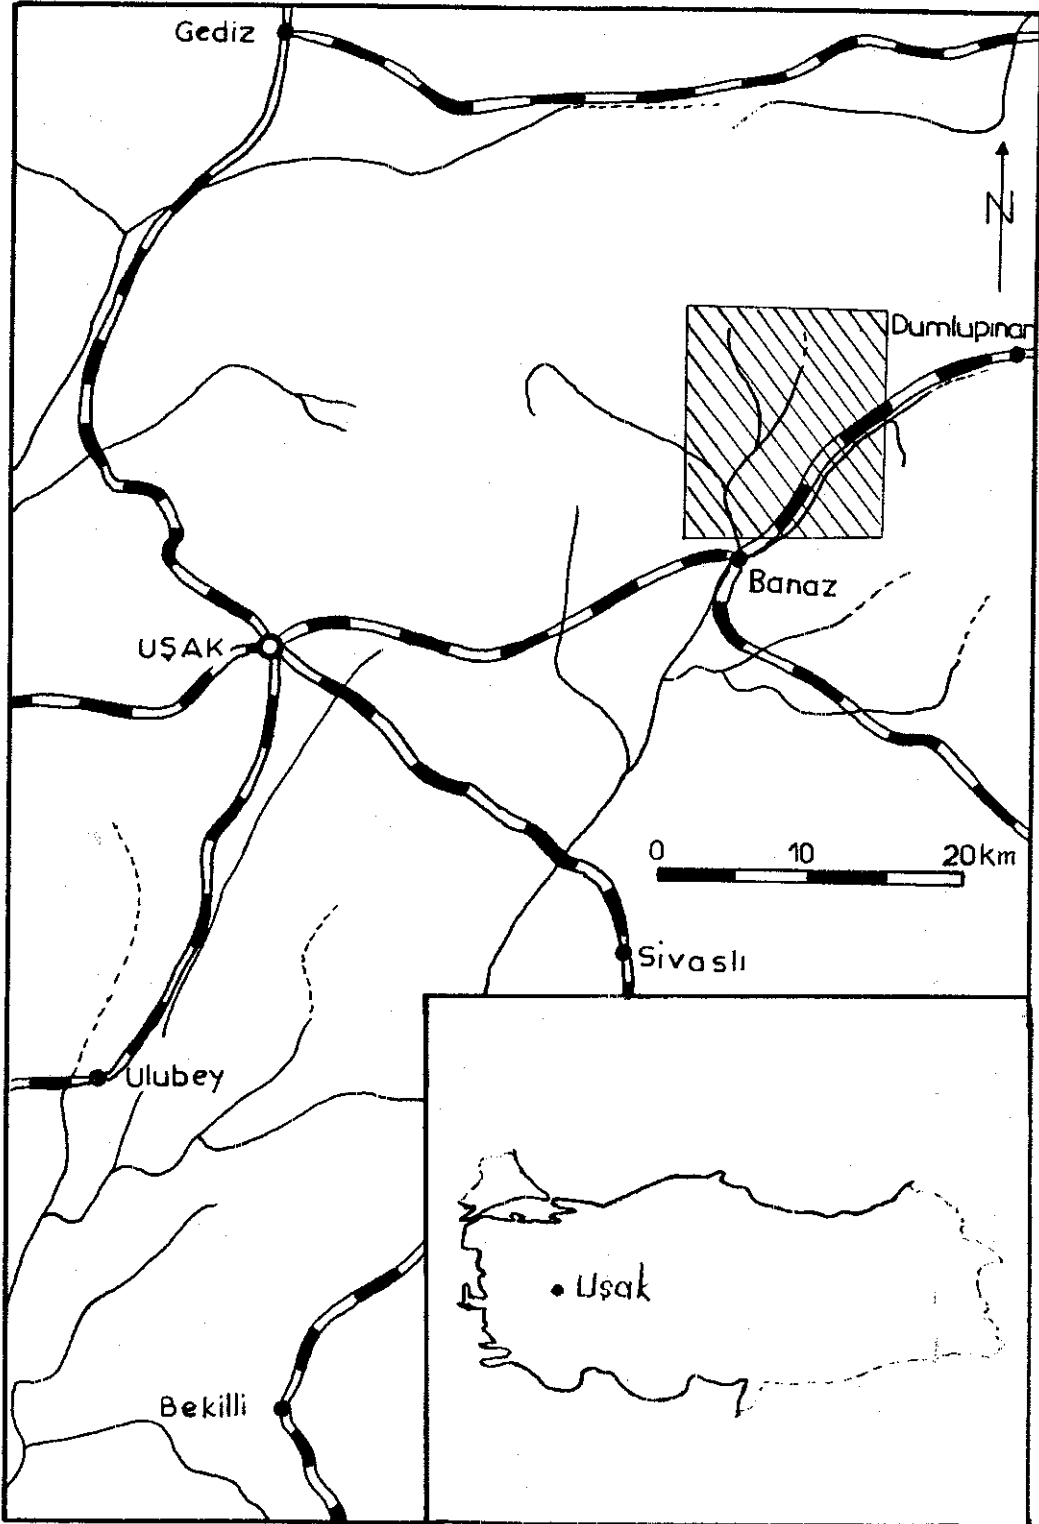 Gediz
N
Dumlupınar
Banaz
UŞAK
0 10 20km
Sivaslı
Ulubey
Uşak
Bekilli